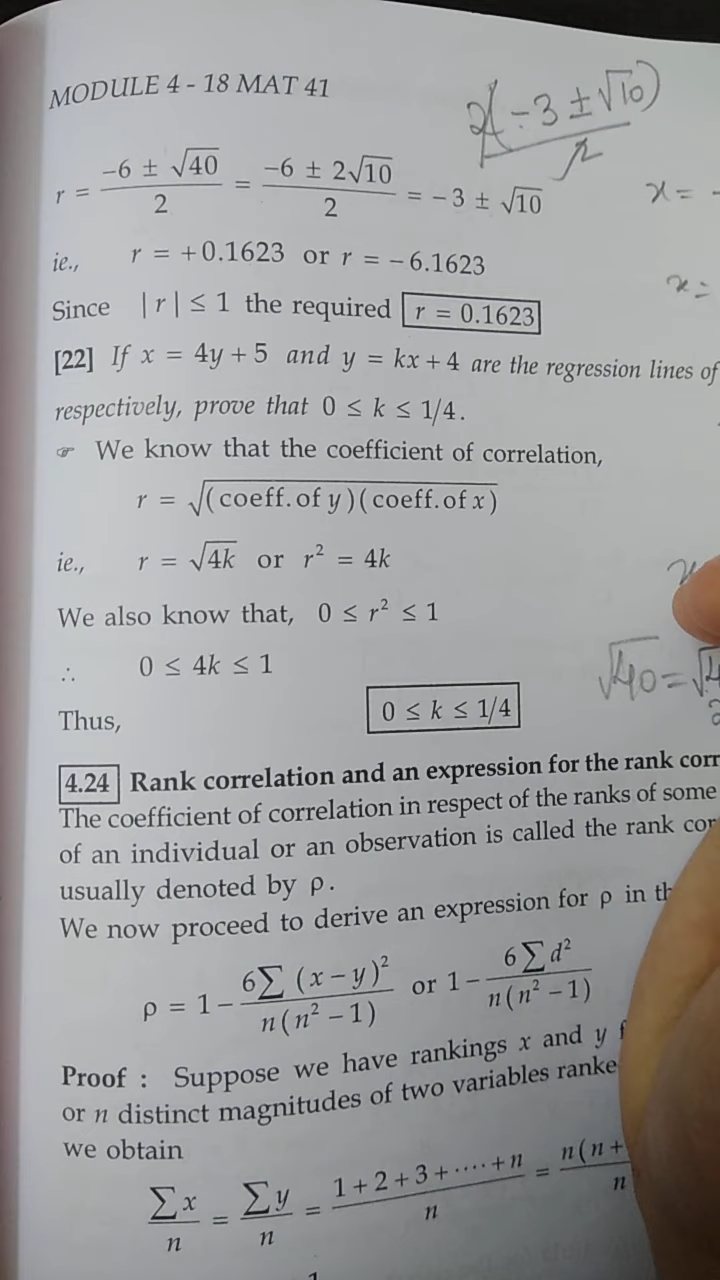 MODULE 4 - 18 MAT 41
2(-3 ± √10) / 2
r = (-6 ± √40) / 2 = (-6 ± 2√10) / 2 = -3 ± √10
x = -
ie., r = +0.1623 or r = -6.1623
x =
Since |r| ≤ 1 the required r = 0.1623
[22] If x = 4y + 5 and y = kx + 4 are the regression lines of
respectively, prove that 0 ≤ k ≤ 1/4.
☞ We know that the coefficient of correlation,
r = √(coeff. of y)(coeff. of x)
ie., r = √4k or r² = 4k
We also know that, 0 ≤ r² ≤ 1
∴ 0 ≤ 4k ≤ 1
√40 = √4
Thus, 0 ≤ k ≤ 1/4
4.24 Rank correlation and an expression for the rank corr
The coefficient of correlation in respect of the ranks of some
of an individual or an observation is called the rank cor
usually denoted by ρ.
We now proceed to derive an expression for ρ in th
ρ = 1 - 6∑(x - y)² / n(n² - 1) or 1 - 6∑d² / n(n² - 1)
Proof : Suppose we have rankings x and y f
or n distinct magnitudes of two variables ranke
we obtain
∑x / n = ∑y / n = 1 + 2 + 3 + ····+ n / n = n(n + / n